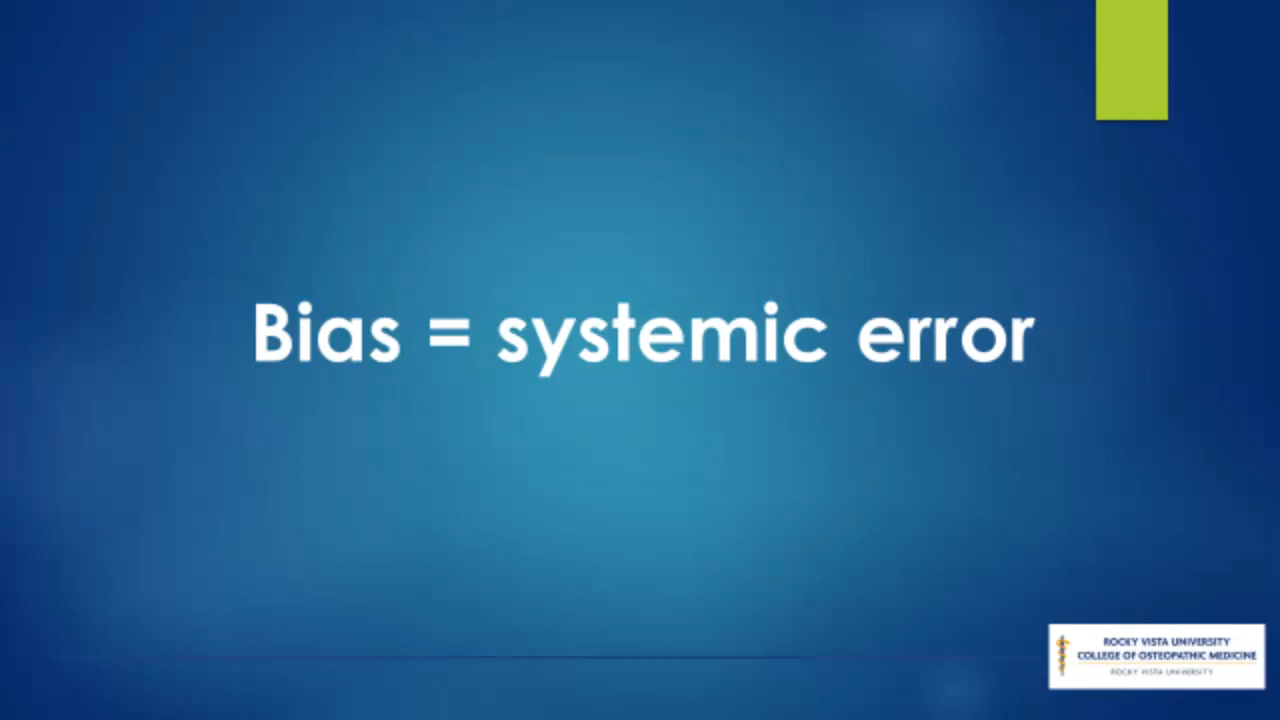 Bias = systemic error
ROCKY VISTA UNIVERSITY
COLLEGE OF OSTEOPATHIC MEDICINE
ROCKY VISTA UNIVERSITY